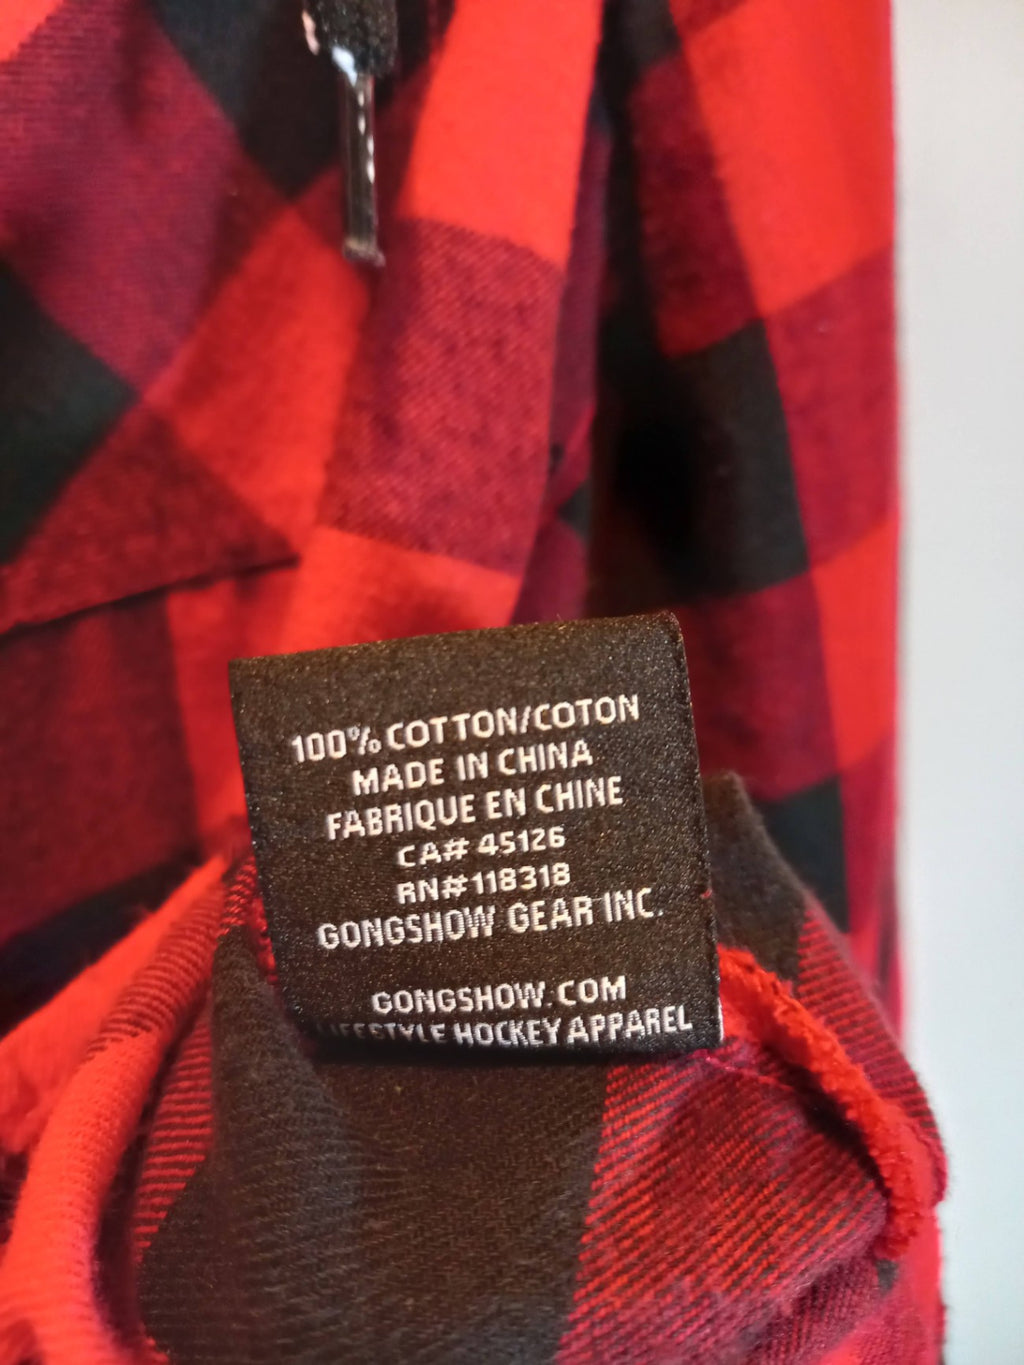 100% COTTON/COTON
MADE IN CHINA
FABRIQUE EN CHINE
CA# 45126
RN#118318
GONGSHOW GEAR INC.
GONGSHOW.COM
LIFESTYLE HOCKEY APPAREL